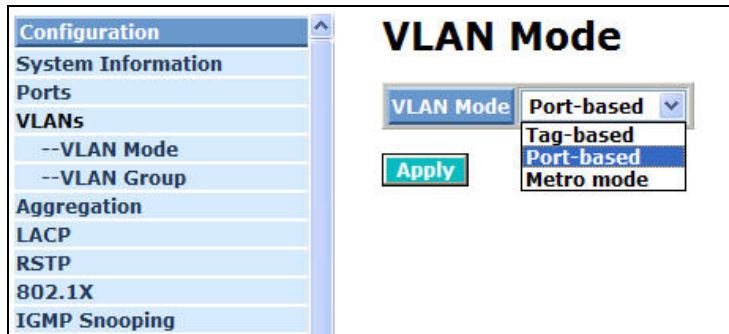 Configuration
System Information
Ports
VLANs
--VLAN Mode
--VLAN Group
Aggregation
LACP
RSTP
802.1X
IGMP Snooping
VLAN Mode
VLAN Mode Port-based
Tag-based
Port-based
Metro mode
Apply